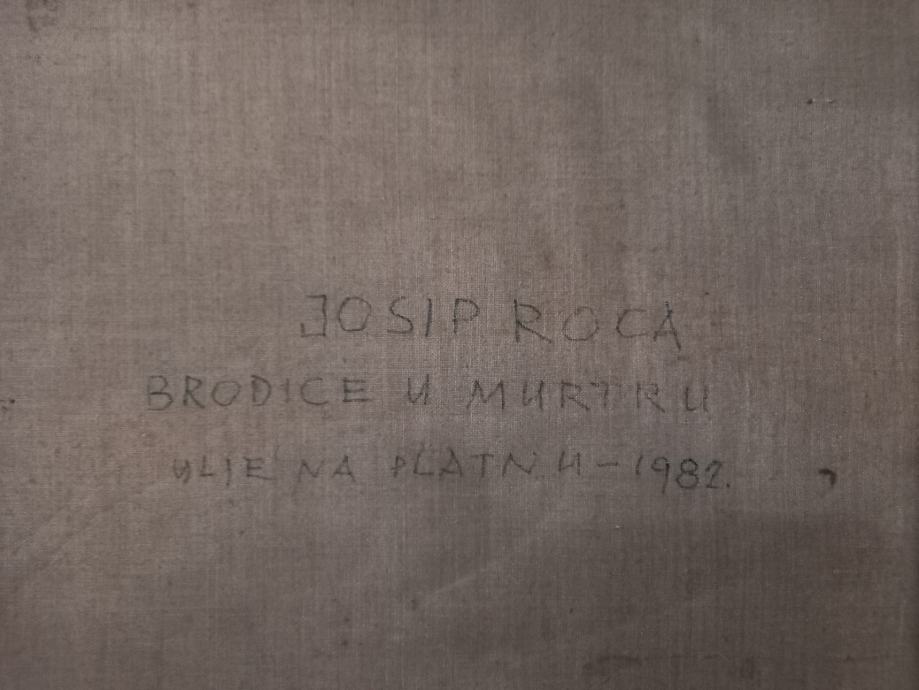 JOSIP ROCA
BRODICE U MURTRU
ULJE NA PLATNU - 1982.